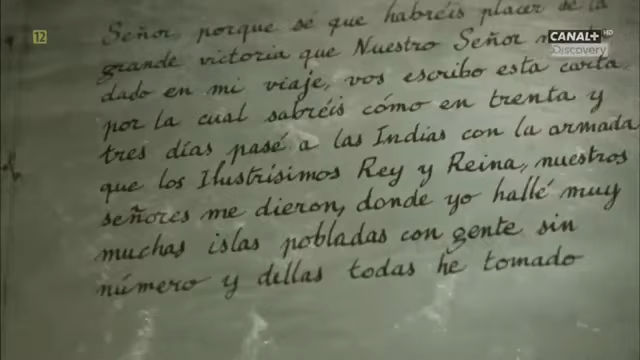 12
CANAL+ HD
Discovery
Señor, porque sé que habréis placer de la
grande victoria que Nuestro Señor
dado en mi viaje, vos escribo esta carta
por la cual sabréis cómo en treinta y
tres días pasé a las Indias con la armada
que los Ilustrísimos Rey y Reina, nuestros
señores me dieron, donde yo hallé muy
muchas islas pobladas con gente sin
número y dellas todas he tomado